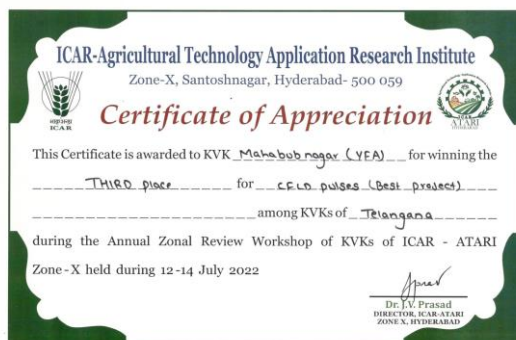 ICAR-Agricultural Technology Application Research Institute
Zone-X, Santoshnagar, Hyderabad- 500 059
ICAR
ATARI
HYDERABAD
Certificate of Appreciation
This Certificate is awarded to KVK Mahabubnagar (YFA) for winning the
THIRD place for CFLD pulses (Best project)
among KVKs of Telangana
during the Annual Zonal Review Workshop of KVKs of ICAR - ATARI
Zone-X held during 12-14 July 2022
Dr. J.V. Prasad
DIRECTOR, ICAR-ATARI
ZONE X, HYDERABAD